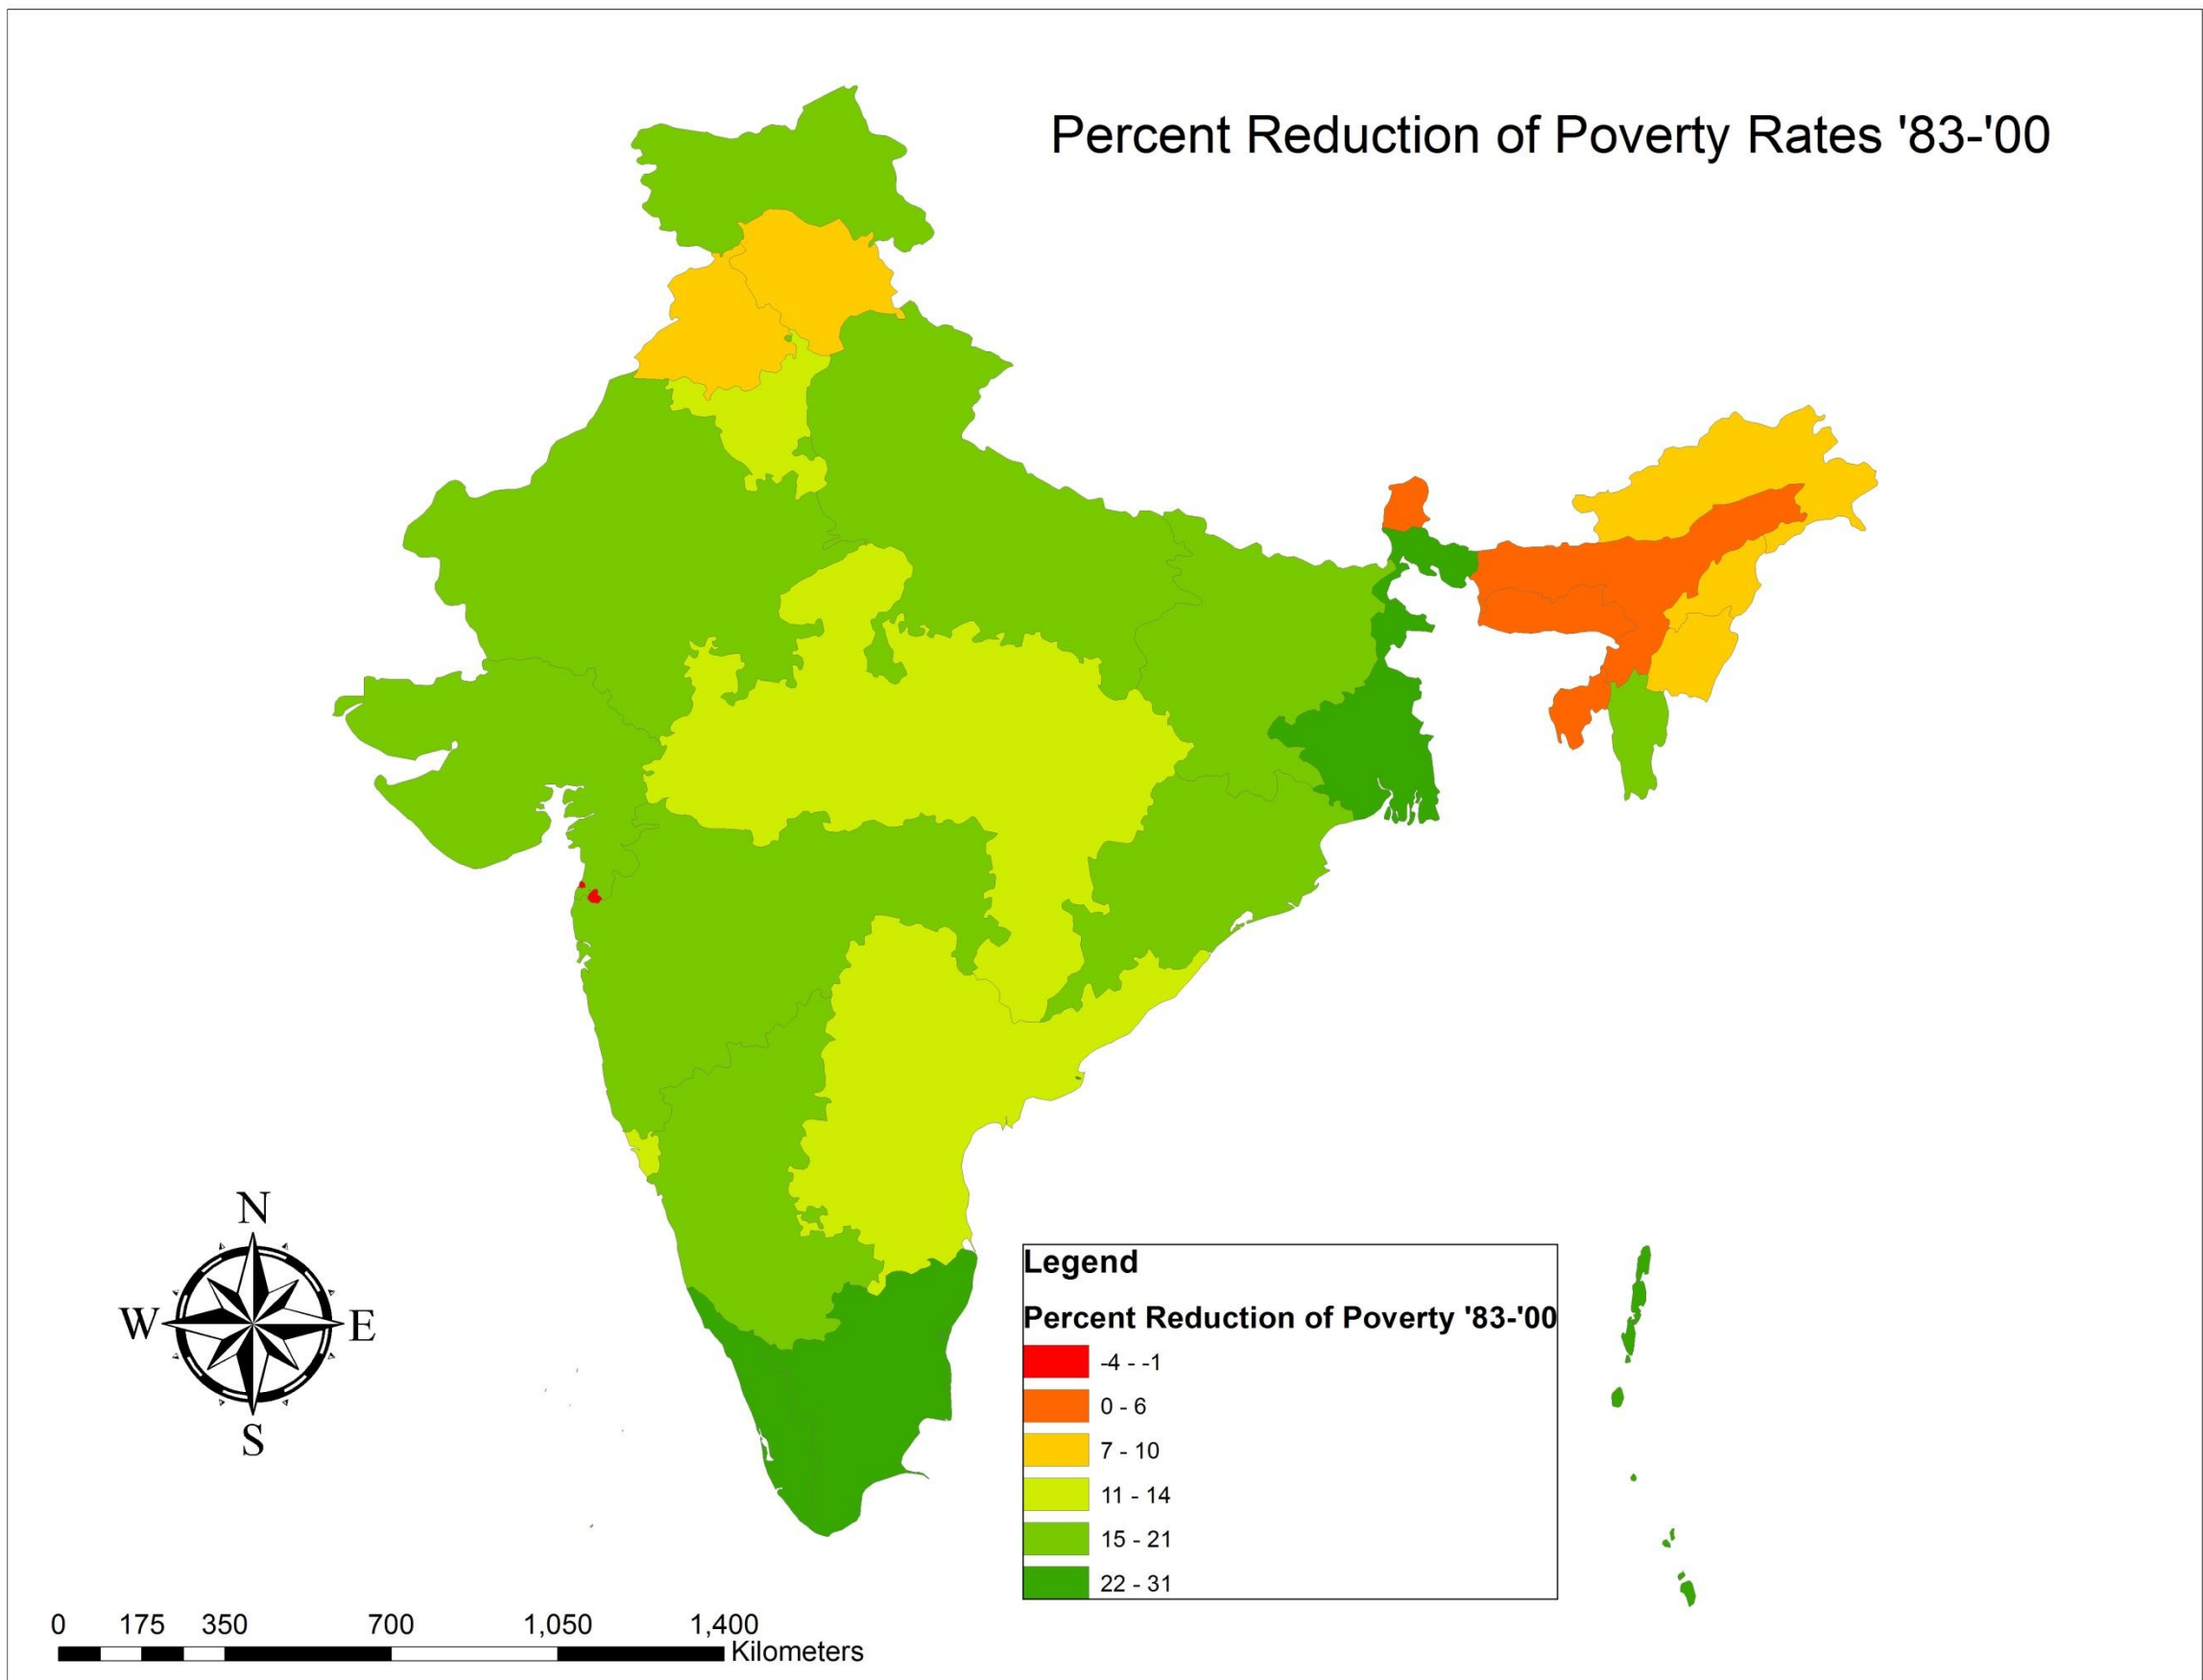 Percent Reduction of Poverty Rates '83-'00
N
W
E
S
Legend
Percent Reduction of Poverty '83-'00
-4 - -1
0 - 6
7 - 10
11 - 14
15 - 21
22 - 31
0 175 350 700 1,050 1,400
Kilometers